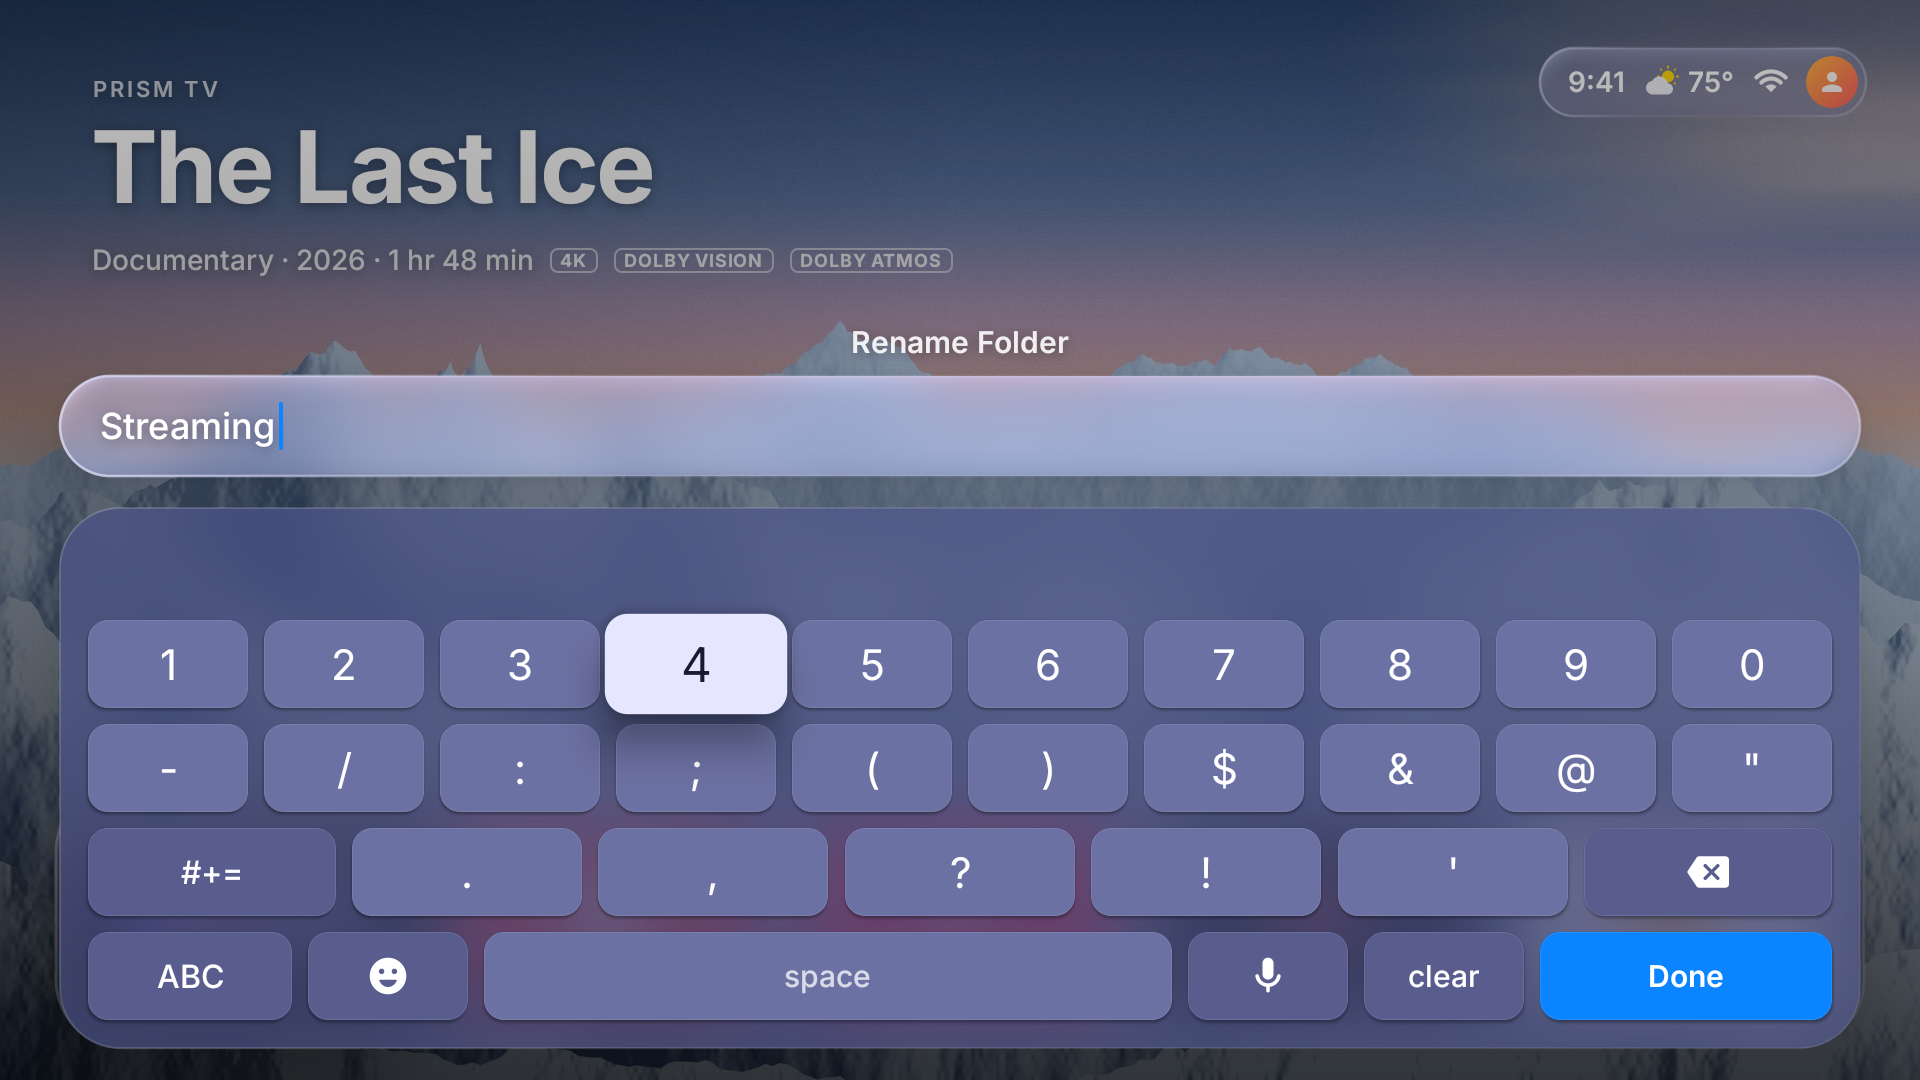 PRISM TV
9:41 75°
The Last Ice
Documentary · 2026 · 1 hr 48 min 4K DOLBY VISION DOLBY ATMOS
Rename Folder
Streaming
1 2 3 4 5 6 7 8 9 0
- / : ; ( ) $ & @ "
#+= . , ? ! '
ABC space clear Done